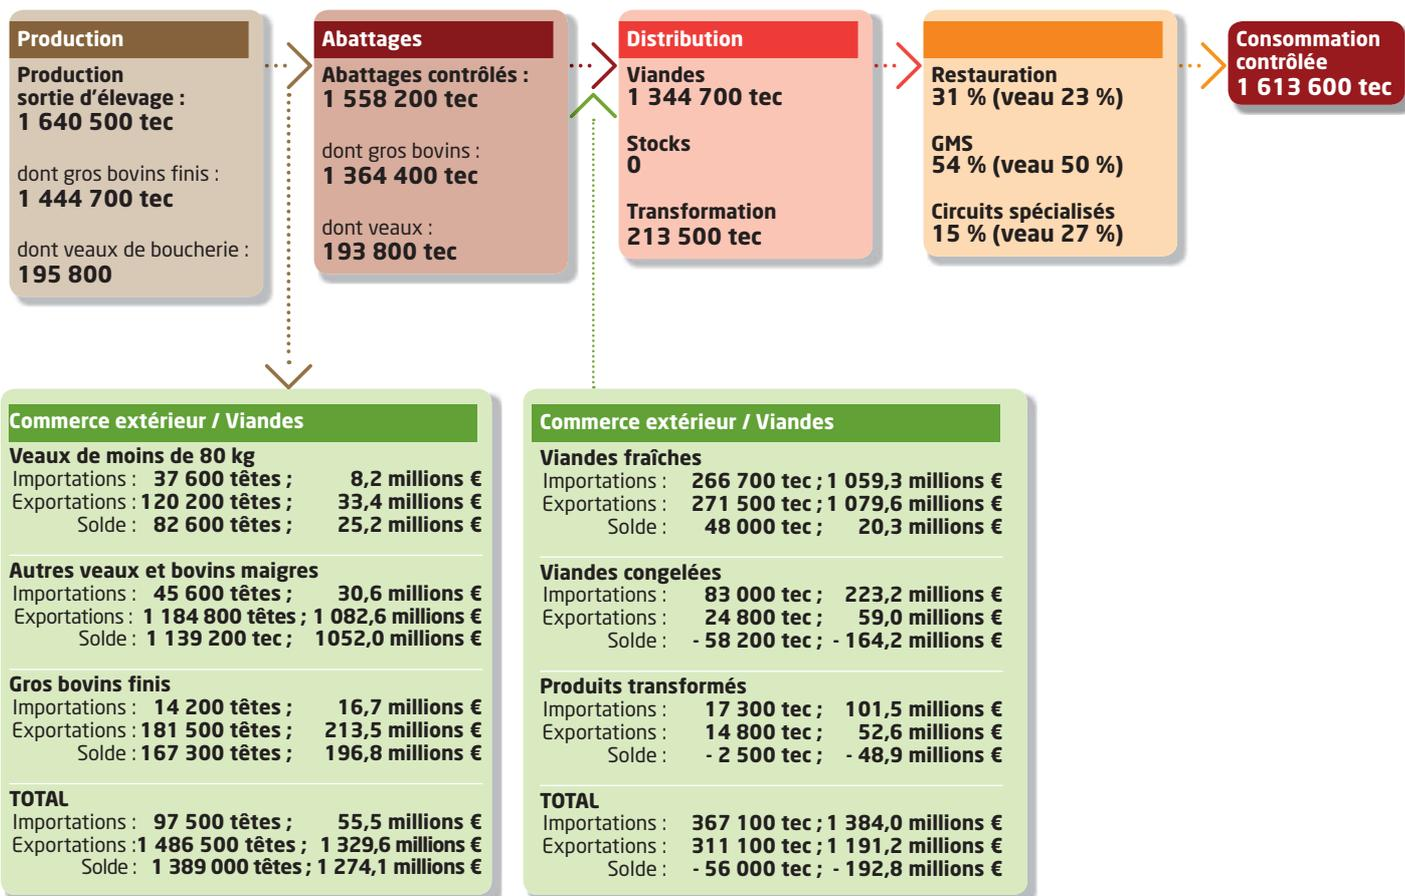 Production
Production
sortie d'élevage :
1 640 500 tec
dont gros bovins finis :
1 444 700 tec
dont veaux de boucherie :
195 800
Abattages
Abattages contrôlés :
1 558 200 tec
dont gros bovins :
1 364 400 tec
dont veaux :
193 800 tec
Distribution
Viandes
1 344 700 tec
Stocks
0
Transformation
213 500 tec
Restauration
31 % (veau 23 %)
GMS
54 % (veau 50 %)
Circuits spécialisés
15 % (veau 27 %)
Consommation
contrôlée
1 613 600 tec
Commerce extérieur / Viandes
Veaux de moins de 80 kg
Importations : 37 600 têtes ; 8,2 millions €
Exportations : 120 200 têtes ; 33,4 millions €
Solde : 82 600 têtes ; 25,2 millions €
Autres veaux et bovins maigres
Importations : 45 600 têtes ; 30,6 millions €
Exportations : 1 184 800 têtes ; 1 082,6 millions €
Solde : 1 139 200 tec ; 1052,0 millions €
Gros bovins finis
Importations : 14 200 têtes ; 16,7 millions €
Exportations : 181 500 têtes ; 213,5 millions €
Solde : 167 300 têtes ; 196,8 millions €
TOTAL
Importations : 97 500 têtes ; 55,5 millions €
Exportations :1 486 500 têtes ; 1 329,6 millions €
Solde : 1 389 000 têtes ; 1 274,1 millions €
Commerce extérieur / Viandes
Viandes fraîches
Importations : 266 700 tec ; 1 059,3 millions €
Exportations : 271 500 tec ; 1 079,6 millions €
Solde : 48 000 tec ; 20,3 millions €
Viandes congelées
Importations : 83 000 tec ; 223,2 millions €
Exportations : 24 800 tec ; 59,0 millions €
Solde : - 58 200 tec ; - 164,2 millions €
Produits transformés
Importations : 17 300 tec ; 101,5 millions €
Exportations : 14 800 tec ; 52,6 millions €
Solde : - 2 500 tec ; - 48,9 millions €
TOTAL
Importations : 367 100 tec ; 1 384,0 millions €
Exportations : 311 100 tec ; 1 191,2 millions €
Solde : - 56 000 tec ; - 192,8 millions €